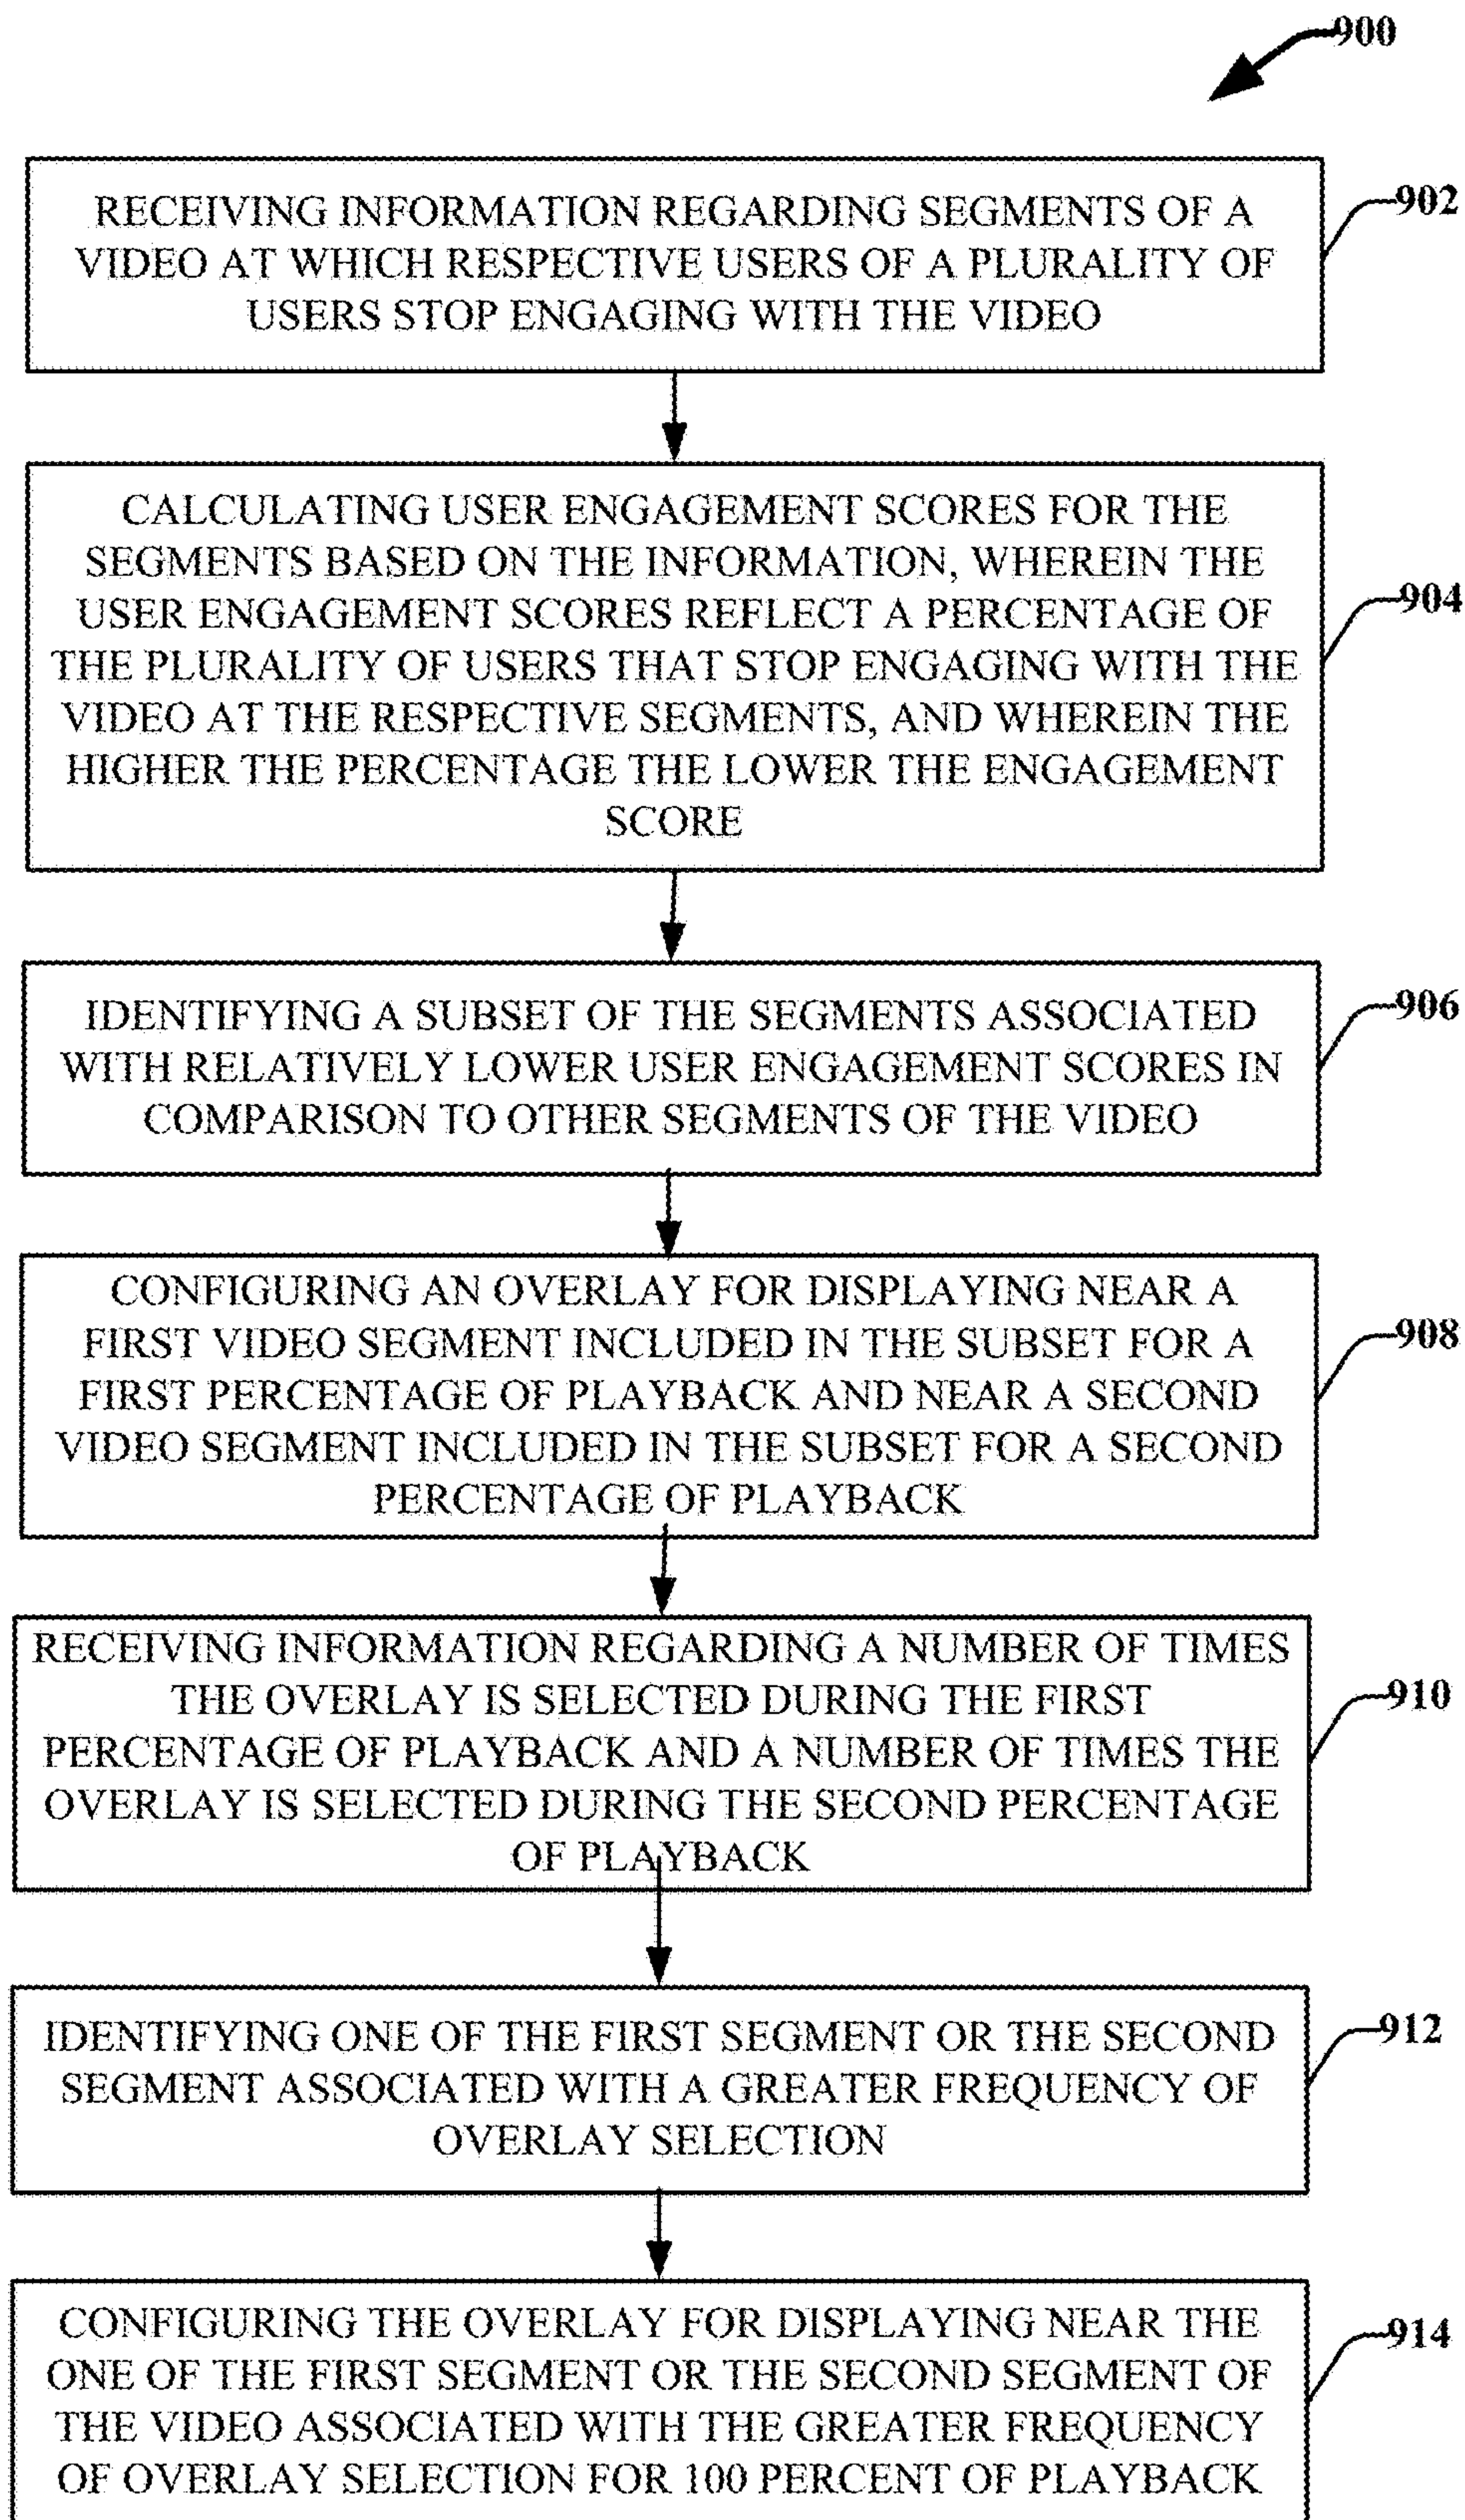 900
RECEIVING INFORMATION REGARDING SEGMENTS OF A
VIDEO AT WHICH RESPECTIVE USERS OF A PLURALITY OF
USERS STOP ENGAGING WITH THE VIDEO
902
CALCULATING USER ENGAGEMENT SCORES FOR THE
SEGMENTS BASED ON THE INFORMATION, WHEREIN THE
USER ENGAGEMENT SCORES REFLECT A PERCENTAGE OF
THE PLURALITY OF USERS THAT STOP ENGAGING WITH THE
VIDEO AT THE RESPECTIVE SEGMENTS, AND WHEREIN THE
HIGHER THE PERCENTAGE THE LOWER THE ENGAGEMENT
SCORE
904
IDENTIFYING A SUBSET OF THE SEGMENTS ASSOCIATED
WITH RELATIVELY LOWER USER ENGAGEMENT SCORES IN
COMPARISON TO OTHER SEGMENTS OF THE VIDEO
906
CONFIGURING AN OVERLAY FOR DISPLAYING NEAR A
FIRST VIDEO SEGMENT INCLUDED IN THE SUBSET FOR A
FIRST PERCENTAGE OF PLAYBACK AND NEAR A SECOND
VIDEO SEGMENT INCLUDED IN THE SUBSET FOR A SECOND
PERCENTAGE OF PLAYBACK
908
RECEIVING INFORMATION REGARDING A NUMBER OF TIMES
THE OVERLAY IS SELECTED DURING THE FIRST
PERCENTAGE OF PLAYBACK AND A NUMBER OF TIMES THE
OVERLAY IS SELECTED DURING THE SECOND PERCENTAGE
OF PLAYBACK
910
IDENTIFYING ONE OF THE FIRST SEGMENT OR THE SECOND
SEGMENT ASSOCIATED WITH A GREATER FREQUENCY OF
OVERLAY SELECTION
912
CONFIGURING THE OVERLAY FOR DISPLAYING NEAR THE
ONE OF THE FIRST SEGMENT OR THE SECOND SEGMENT OF
THE VIDEO ASSOCIATED WITH THE GREATER FREQUENCY
OF OVERLAY SELECTION FOR 100 PERCENT OF PLAYBACK
914